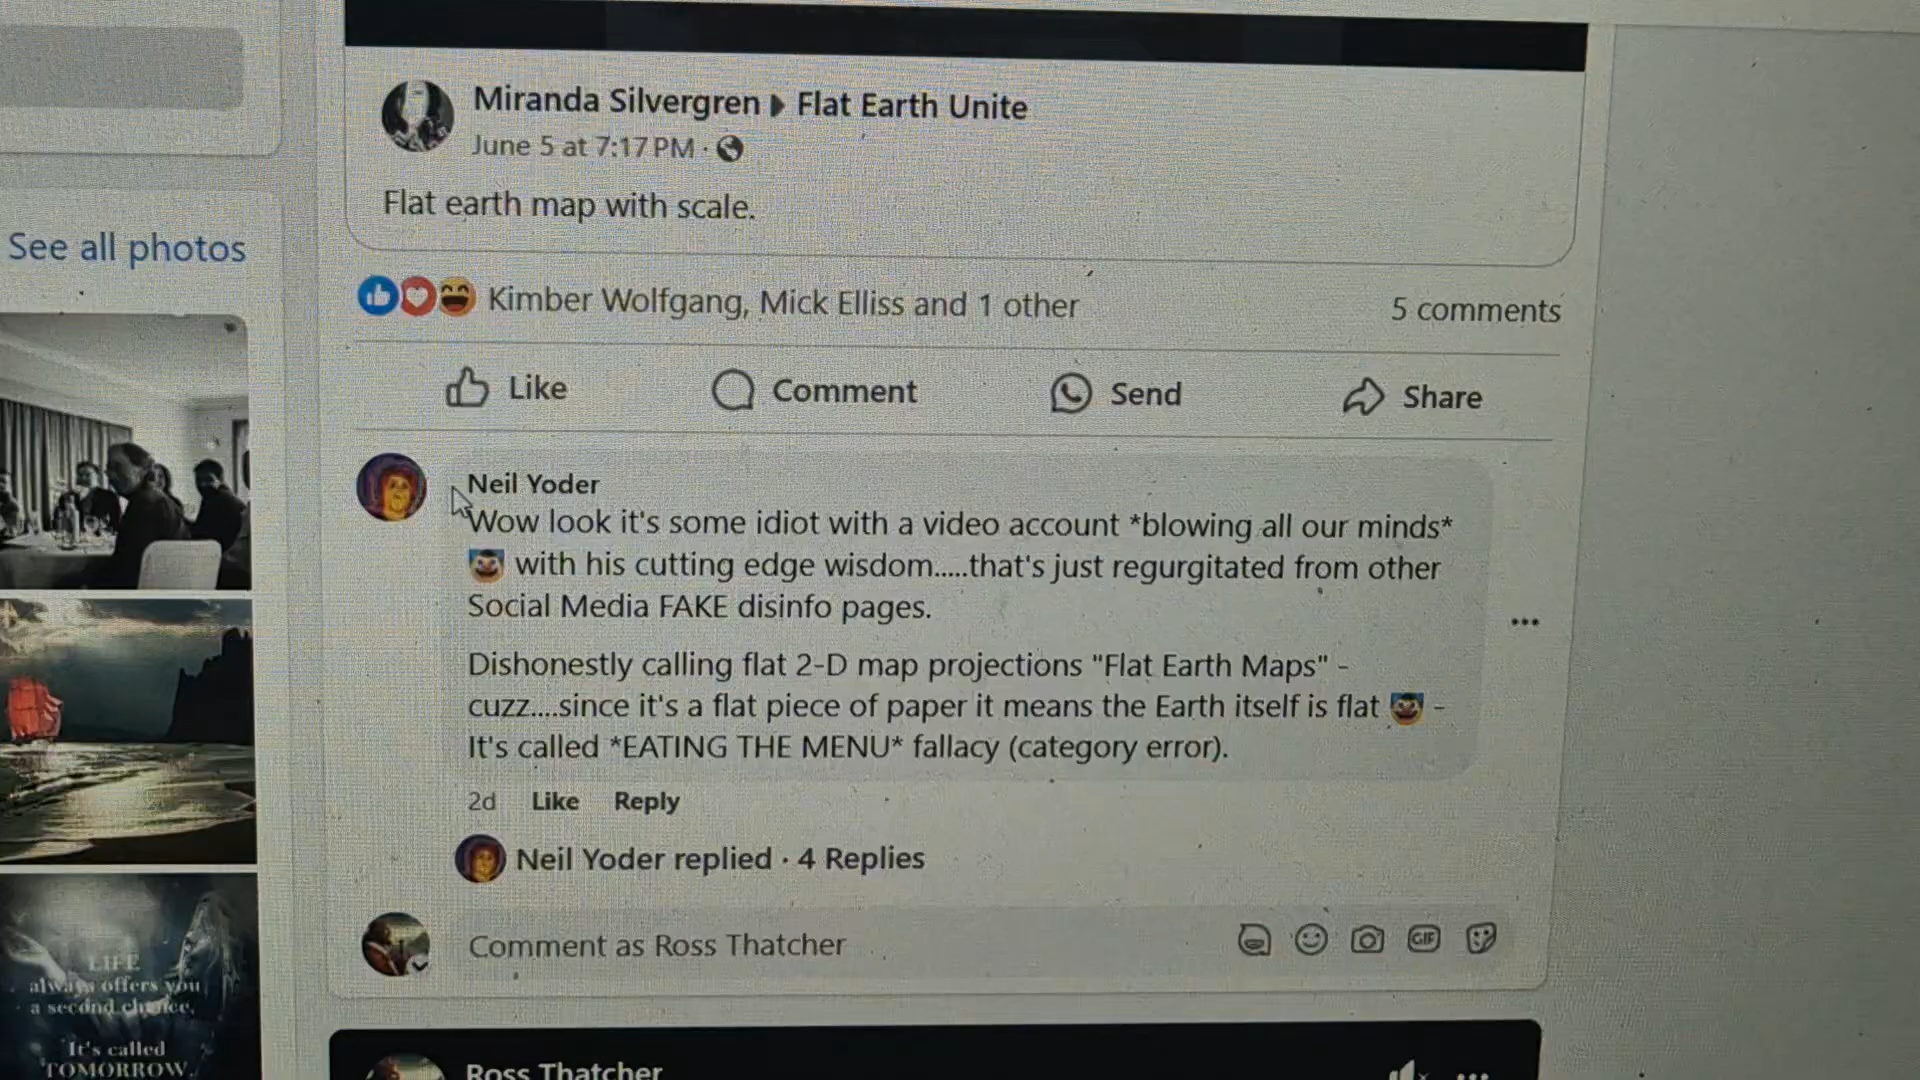 Miranda Silvergren Flat Earth Unite
June 5 at 7:17 PM ·
Flat earth map with scale.
See all photos
Kimber Wolfgang, Mick Elliss and 1 other
5 comments
Like
Comment
Send
Share
Neil Yoder
Wow look it's some idiot with a video account *blowing all our minds*
with his cutting edge wisdom.....that's just regurgitated from other
Social Media FAKE disinfo pages.
Dishonestly calling flat 2-D map projections "Flat Earth Maps" -
cuzz....since it's a flat piece of paper it means the Earth itself is flat -
It's called *EATING THE MENU* fallacy (category error).
2d Like Reply
Neil Yoder replied · 4 Replies
Comment as Ross Thatcher
GIF
LIFE
always offers you
a second chance.
It's called
TOMORROW.
Ross Thatcher